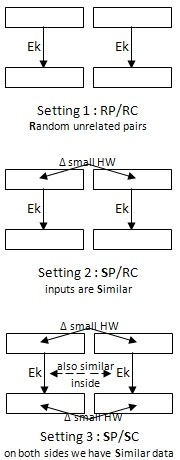 Ek Ek
Setting 1 : RP/RC
Random unrelated pairs
Δ small HW
Ek Ek
Setting 2 : SP/RC
inputs are Similar
Δ small HW
also similar
Ek Ek
inside
Δ small HW
Setting 3 : SP/SC
on both sides we have Similar data